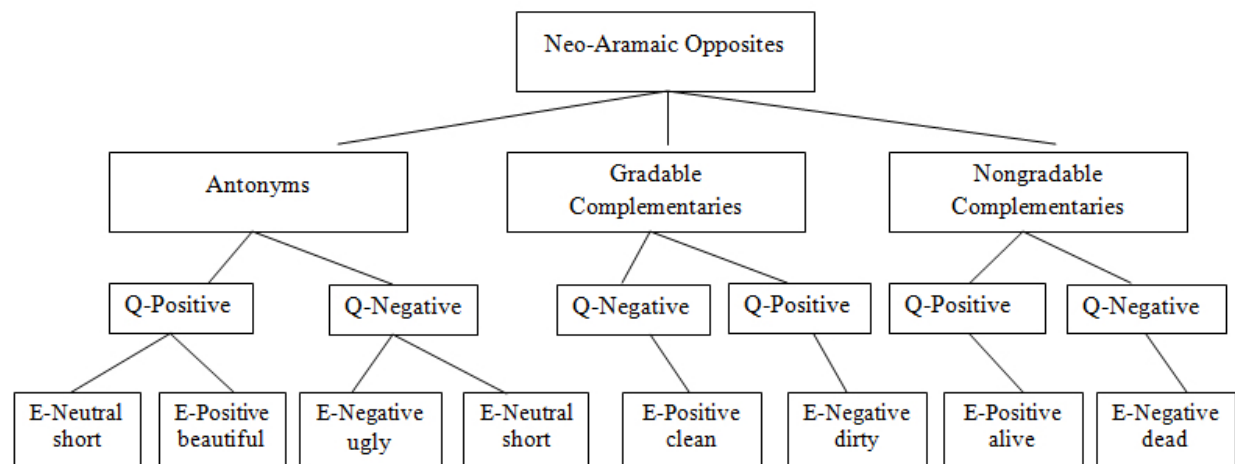 Neo-Aramaic Opposites
Antonyms
Gradable
Complementaries
Nongradable
Complementaries
Q-Positive
Q-Negative
Q-Negative
Q-Positive
Q-Positive
Q-Negative
E-Neutral
short
E-Positive
beautiful
E-Negative
ugly
E-Neutral
short
E-Positive
clean
E-Negative
dirty
E-Positive
alive
E-Negative
dead